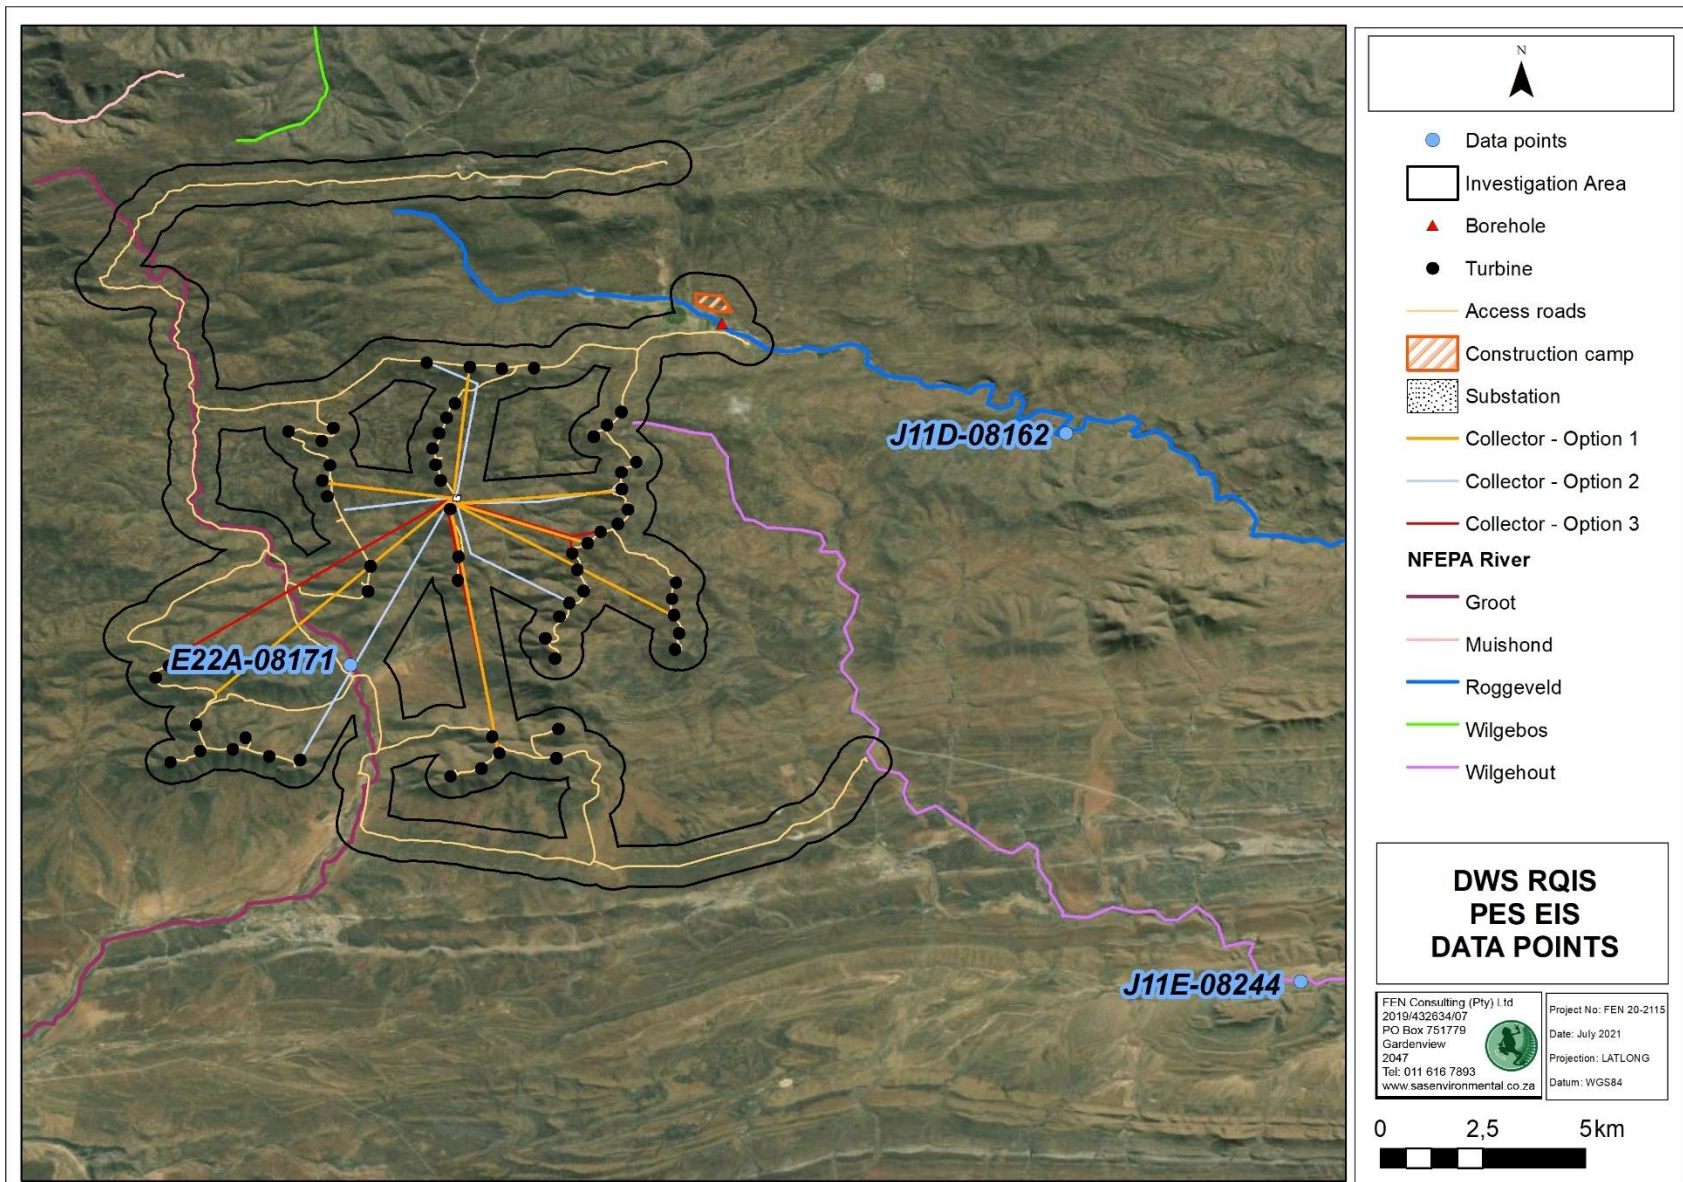 N
Data points
Investigation Area
Borehole
Turbine
Access roads
Construction camp
Substation
Collector - Option 1
Collector - Option 2
Collector - Option 3
NFEPA River
Groot
Muishond
Roggeveld
Wilgebos
Wilgehout
J11D-08162
E22A-08171
J11E-08244
DWS RQIS
PES EIS
DATA POINTS
FEN Consulting (Pty) Ltd
2019/432634/07
PO Box 751779
Gardenview
2047
Tel: 011 616 7893
www.sasenvironmental.co.za
Project No: FEN 20-2115
Date: July 2021
Projection: LATLONG
Datum: WGS84
0 2,5 5km